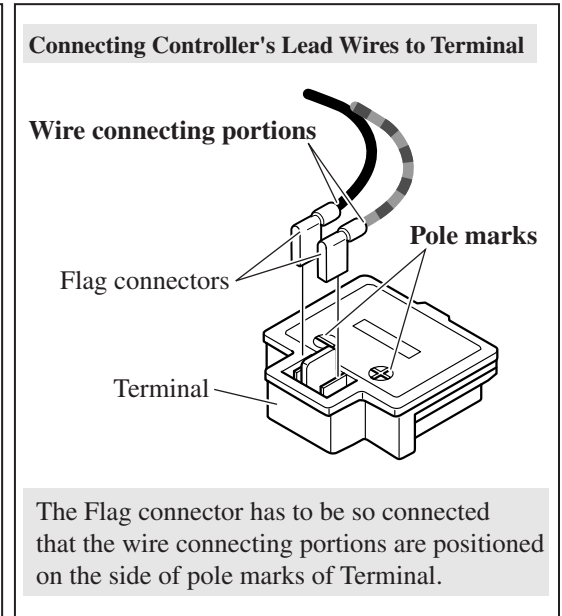 Connecting Controller's Lead Wires to Terminal
Wire connecting portions
Pole marks
Flag connectors
Terminal
The Flag connector has to be so connected
that the wire connecting portions are positioned
on the side of pole marks of Terminal.